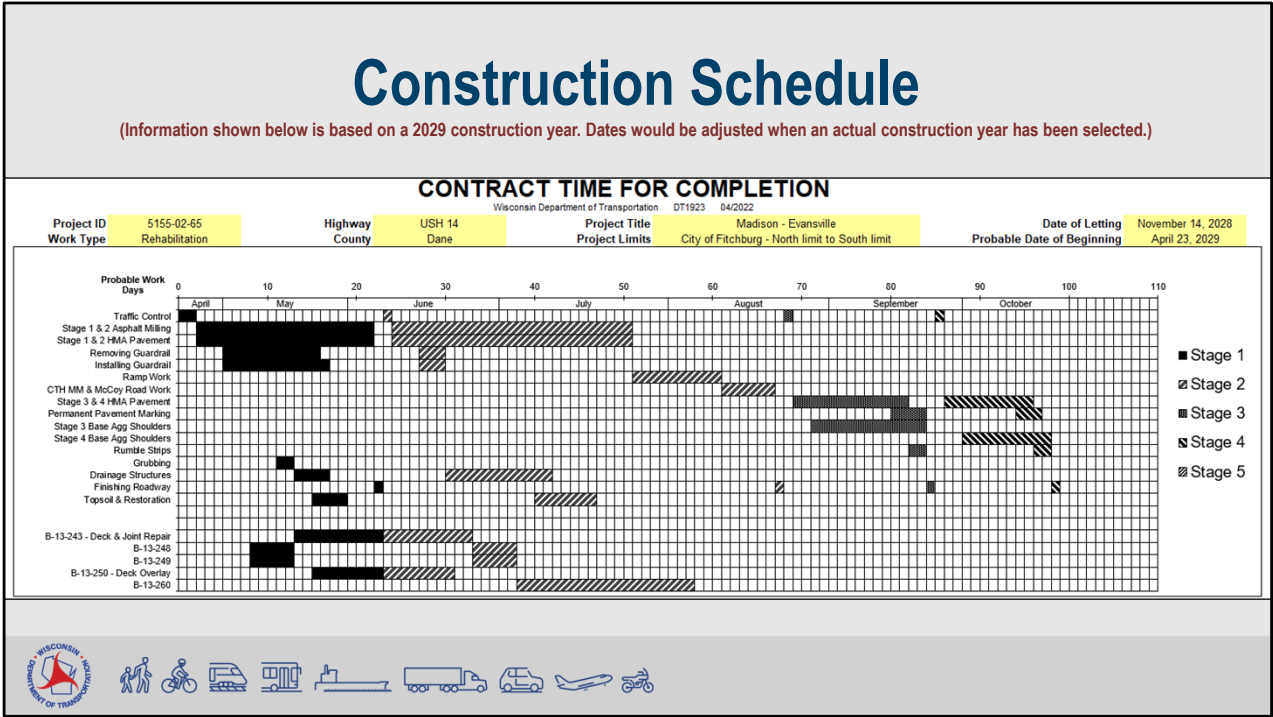 Construction Schedule
(Information shown below is based on a 2029 construction year. Dates would be adjusted when an actual construction year has been selected.)
CONTRACT TIME FOR COMPLETION
Wisconsin Department of Transportation DT1923 04/2022
Project ID 5155-02-65 Highway USH 14 Project Title Madison - Evansville Date of Letting November 14, 2028
Work Type Rehabilitation County Dane Project Limits City of Fitchburg - North limit to South limit Probable Date of Beginning April 23, 2029
Probable Work
Days 0 10 20 30 40 50 60 70 80 90 100 110
April May June July August September October
Traffic Control
Stage 1 & 2 Asphalt Milling
Stage 1 & 2 HMA Pavement
Removing Guardrail
Installing Guardrail
Ramp Work
CTH MM & McCoy Road Work
Stage 3 & 4 HMA Pavement
Permanent Pavement Marking
Stage 3 Base Agg Shoulders
Stage 4 Base Agg Shoulders
Rumble Strips
Grubbing
Drainage Structures
Finishing Roadway
Topsoil & Restoration
B-13-243 - Deck & Joint Repair
B-13-248
B-13-249
B-13-250 - Deck Overlay
B-13-260
Stage 1
Stage 2
Stage 3
Stage 4
Stage 5
WISCONSIN
DEPARTMENT OF TRANSPORTATION